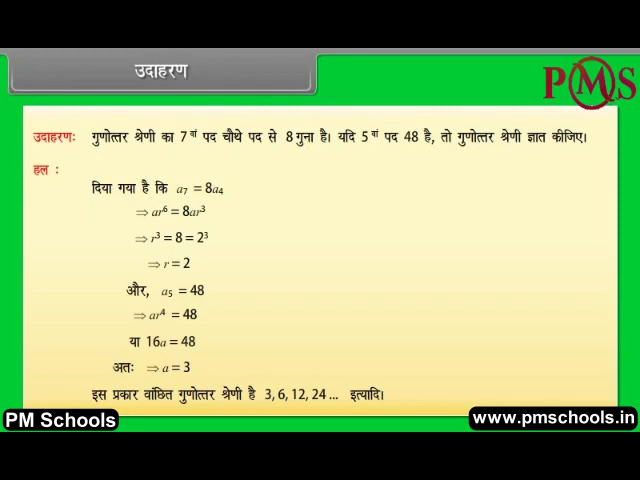 उदाहरण
PMS
उदाहरणः गुणोत्तर श्रेणी का 7 वां पद चौथे पद से 8 गुना है। यदि 5 वां पद 48 है, तो गुणोत्तर श्रेणी ज्ञात कीजिए।
हल :
दिया गया है कि a₇ = 8a₄
⇒ ar⁶ = 8ar³
⇒ r³ = 8 = 2³
⇒ r = 2
और, a₅ = 48
⇒ ar⁴ = 48
या 16a = 48
अतः ⇒ a = 3
इस प्रकार वांछित गुणोत्तर श्रेणी है 3, 6, 12, 24 ... इत्यादि।
PM Schools
www.pmschools.in